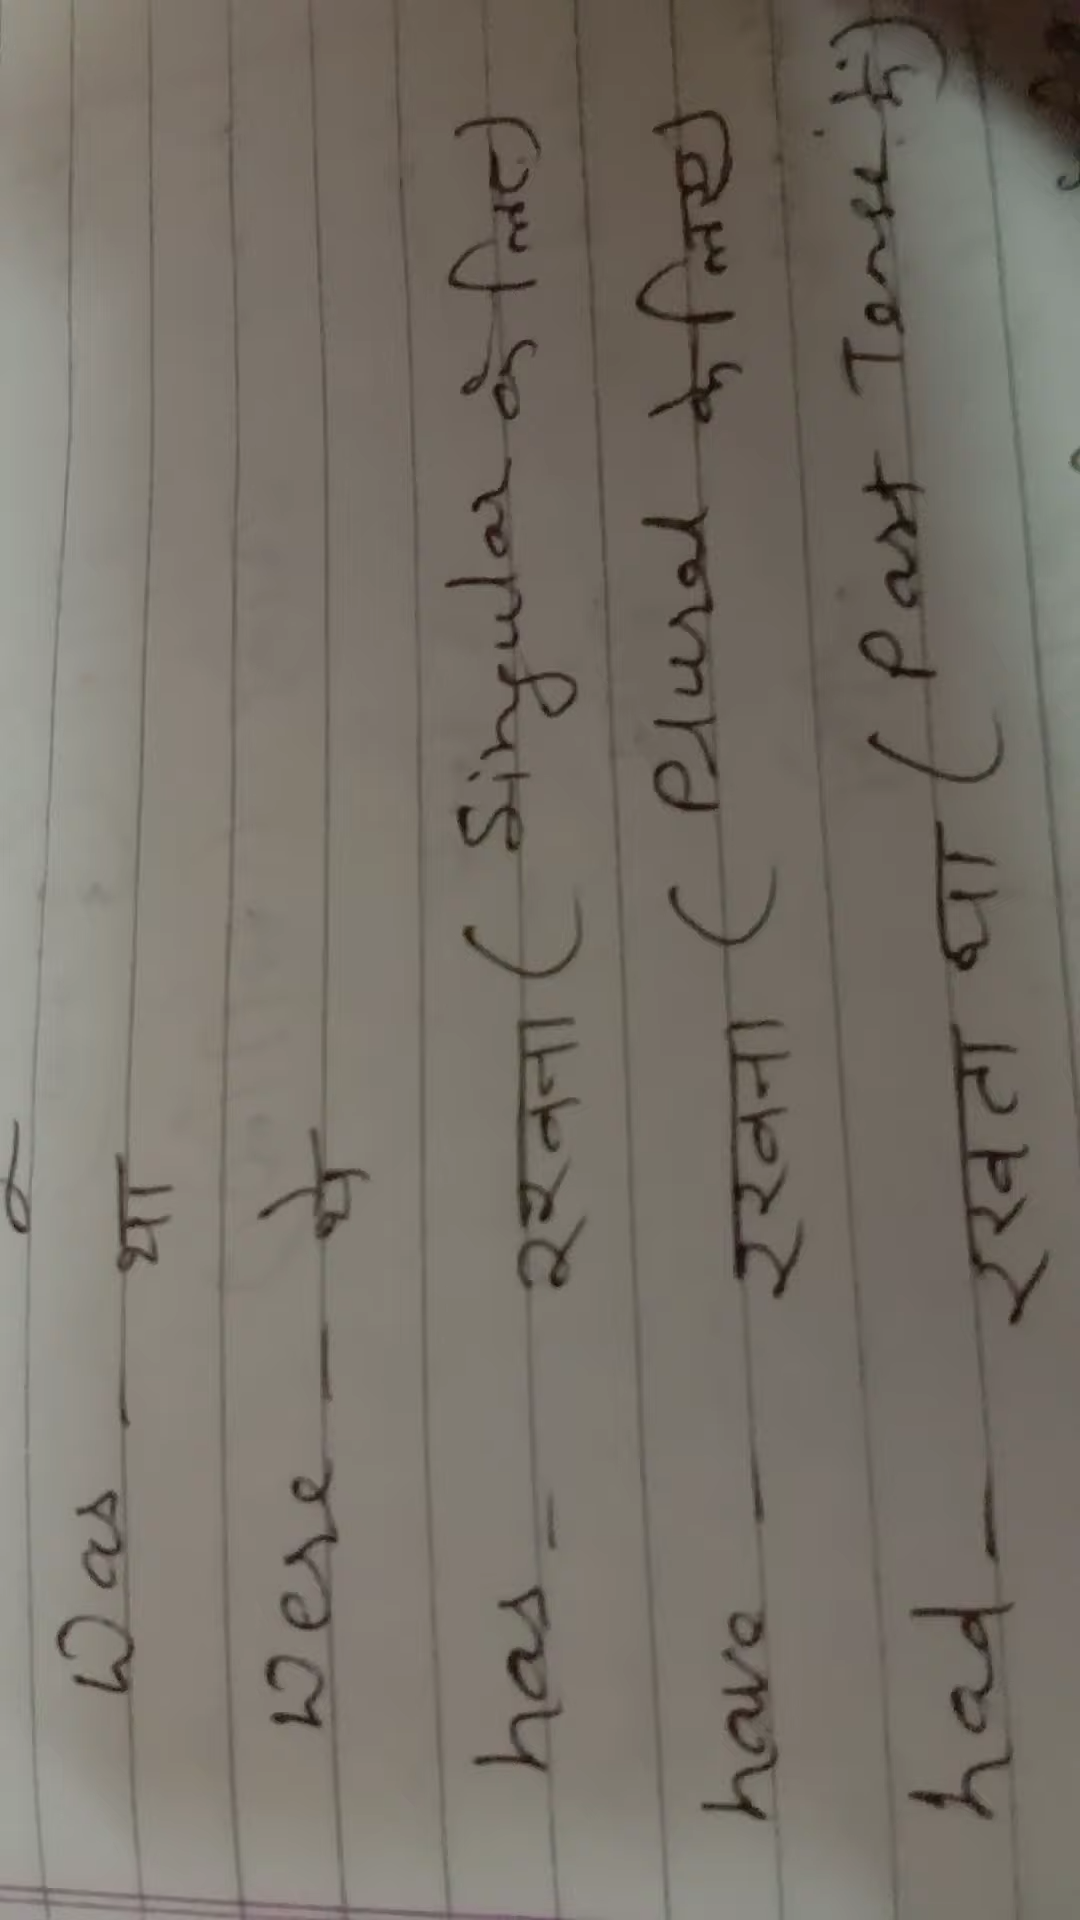 Was - था
Were - थे
has - रखना ( Singular के लिए)
have - रखना ( Plural के लिए)
had - रखता था ( Past Tense में)